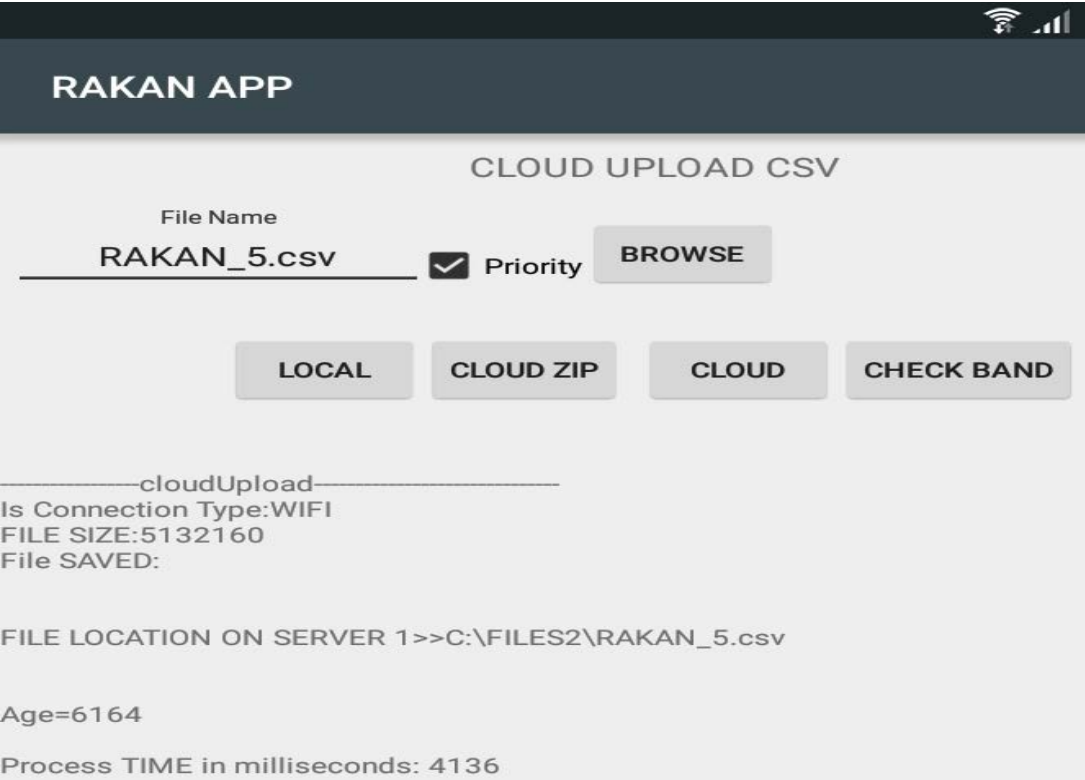 RAKAN APP
CLOUD UPLOAD CSV
File Name
RAKAN_5.csv
Priority
BROWSE
LOCAL
CLOUD ZIP
CLOUD
CHECK BAND
-----------------cloudUpload------------------------------
Is Connection Type:WIFI
FILE SIZE:5132160
File SAVED:
FILE LOCATION ON SERVER 1>>C:\FILES2\RAKAN_5.csv
Age=6164
Process TIME in milliseconds: 4136